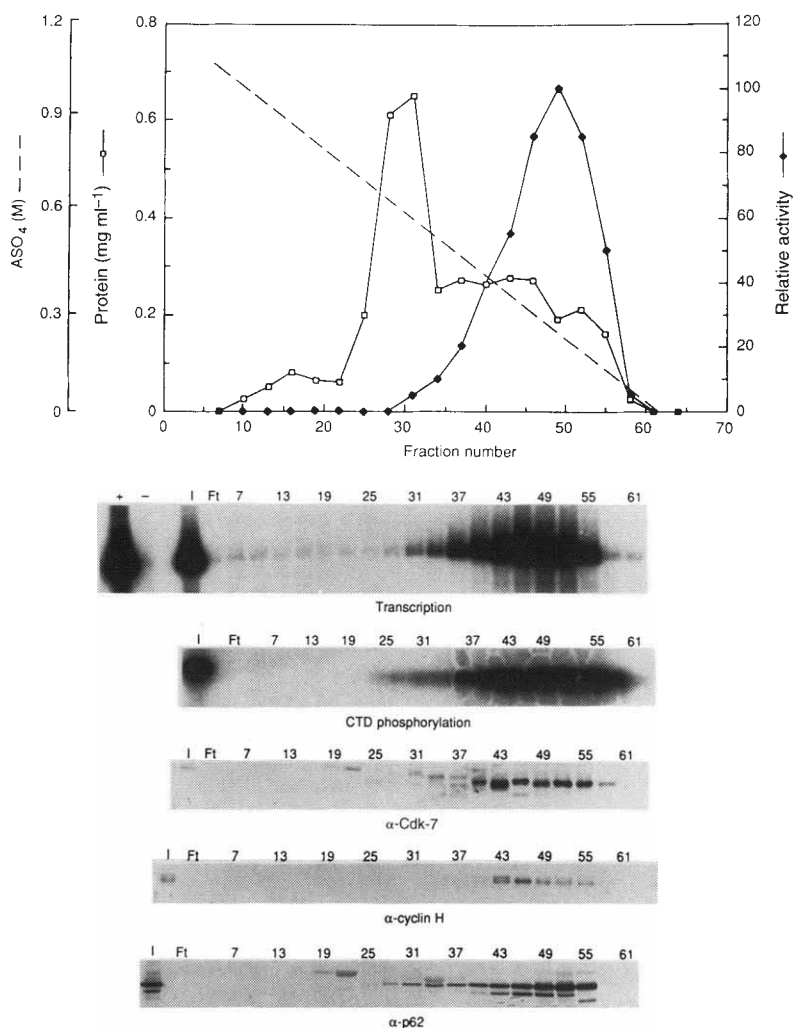 ASO₄ (M) — — —
1.2
0.9
0.6
0.3
0
Protein (mg ml⁻¹)
0.8
0.6
0.4
0.2
0
Relative activity
120
100
80
60
40
20
0
0 10 20 30 40 50 60 70
Fraction number
+ – I Ft 7 13 19 25 31 37 43 49 55 61
Transcription
I Ft 7 13 19 25 31 37 43 49 55 61
CTD phosphorylation
I Ft 7 13 19 25 31 37 43 49 55 61
α-Cdk-7
I Ft 7 13 19 25 31 37 43 49 55 61
α-cyclin H
I Ft 7 13 19 25 31 37 43 49 55 61
α-p62